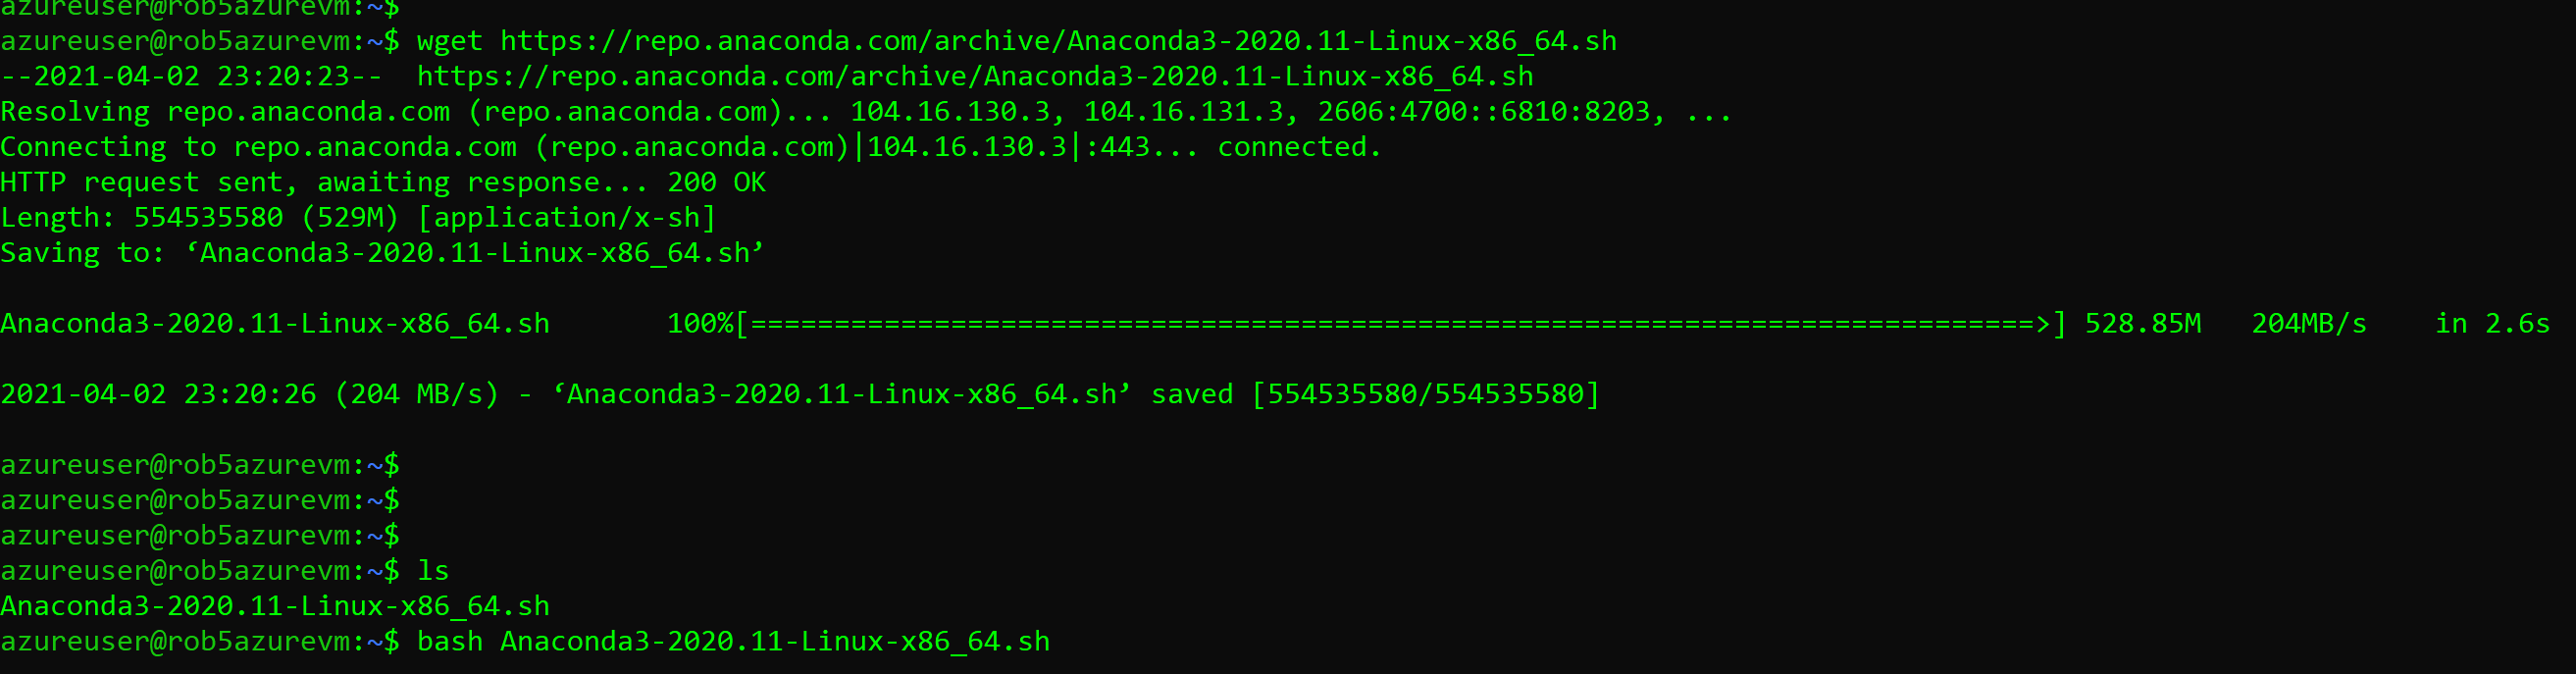 azureuser@rob5azurevm:~$
azureuser@rob5azurevm:~$ wget https://repo.anaconda.com/archive/Anaconda3-2020.11-Linux-x86_64.sh
--2021-04-02 23:20:23--  https://repo.anaconda.com/archive/Anaconda3-2020.11-Linux-x86_64.sh
Resolving repo.anaconda.com (repo.anaconda.com)... 104.16.130.3, 104.16.131.3, 2606:4700::6810:8203, ...
Connecting to repo.anaconda.com (repo.anaconda.com)|104.16.130.3|:443... connected.
HTTP request sent, awaiting response... 200 OK
Length: 554535580 (529M) [application/x-sh]
Saving to: ‘Anaconda3-2020.11-Linux-x86_64.sh’
Anaconda3-2020.11-Linux-x86_64.sh       100%[=============================================================================>] 528.85M   204MB/s    in 2.6s
2021-04-02 23:20:26 (204 MB/s) - ‘Anaconda3-2020.11-Linux-x86_64.sh’ saved [554535580/554535580]
azureuser@rob5azurevm:~$
azureuser@rob5azurevm:~$
azureuser@rob5azurevm:~$
azureuser@rob5azurevm:~$ ls
Anaconda3-2020.11-Linux-x86_64.sh
azureuser@rob5azurevm:~$ bash Anaconda3-2020.11-Linux-x86_64.sh